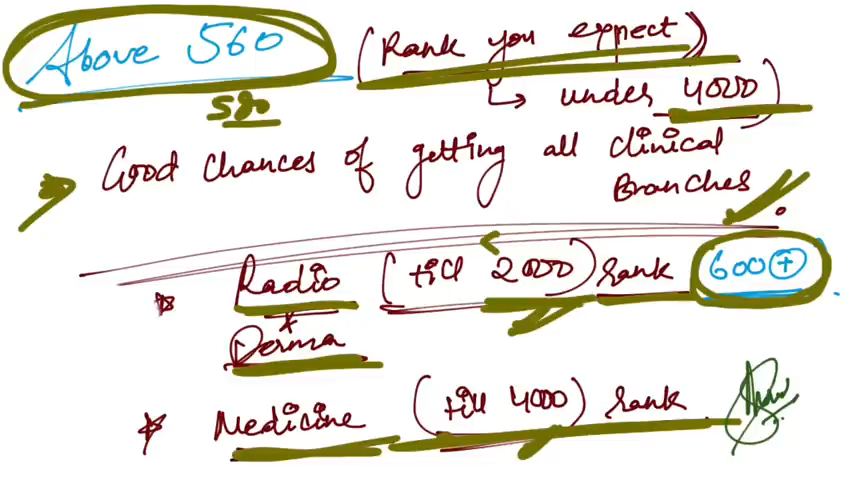 Above 560 (Rank you expect)
580
↳ under 4000)
Good chances of getting all clinical
Branches
* Radio (till 2000) rank 600 (+)
Derma
* Medicine (till 4000) rank